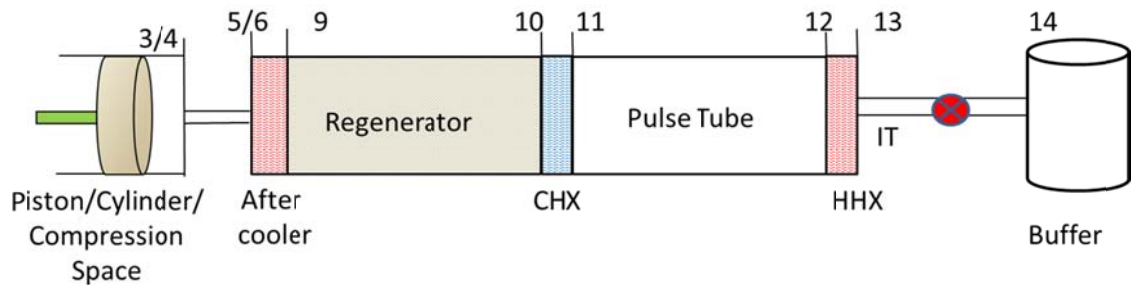 3/4
5/6
9
10
11
12
13
14
Regenerator
Pulse Tube
IT
Piston/Cylinder/
Compression
Space
After
cooler
CHX
HHX
Buffer